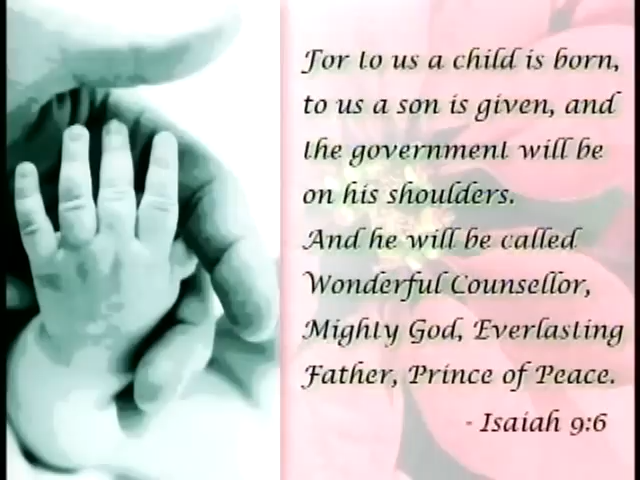 For to us a child is born,
to us a son is given, and
the government will be
on his shoulders.
And he will be called
Wonderful Counsellor,
Mighty God, Everlasting
Father, Prince of Peace.
- Isaiah 9:6